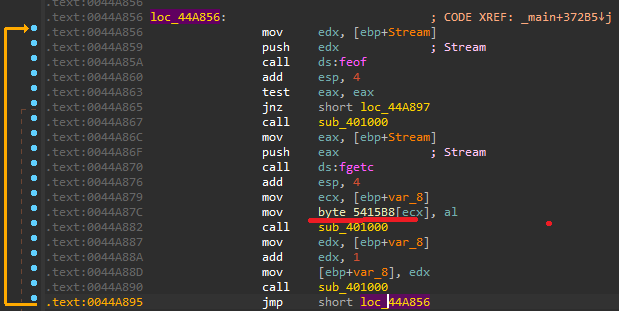 .text:0044A856
.text:0044A856 loc_44A856: ; CODE XREF: _main+372B5↓j
.text:0044A856 mov edx, [ebp+Stream]
.text:0044A859 push edx ; Stream
.text:0044A85A call ds:feof
.text:0044A860 add esp, 4
.text:0044A863 test eax, eax
.text:0044A865 jnz short loc_44A897
.text:0044A867 call sub_401000
.text:0044A86C mov eax, [ebp+Stream]
.text:0044A86F push eax ; Stream
.text:0044A870 call ds:fgetc
.text:0044A876 add esp, 4
.text:0044A879 mov ecx, [ebp+var_8]
.text:0044A87C mov byte_5415B8[ecx], al
.text:0044A882 call sub_401000
.text:0044A887 mov edx, [ebp+var_8]
.text:0044A88A add edx, 1
.text:0044A88D mov [ebp+var_8], edx
.text:0044A890 call sub_401000
.text:0044A895 jmp short loc_44A856